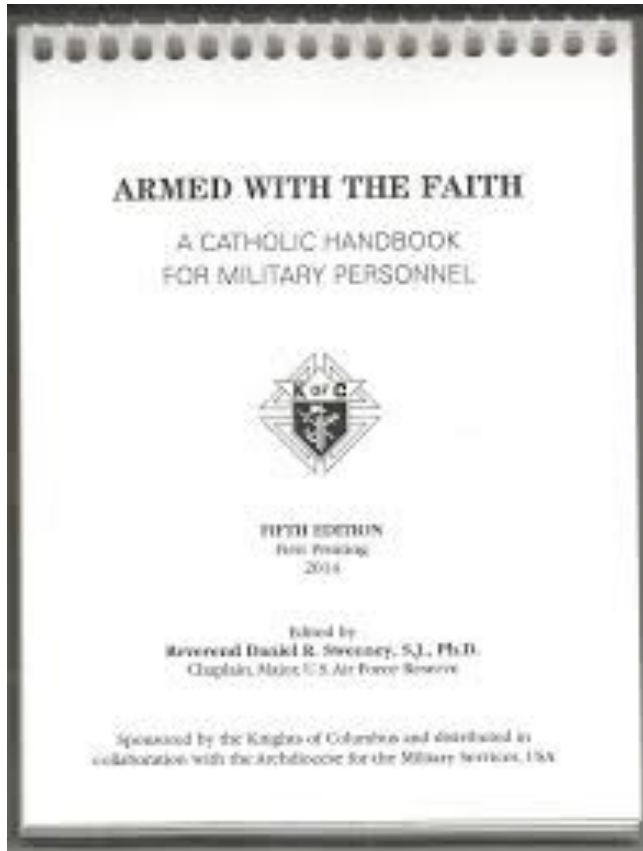 ARMED WITH THE FAITH
A CATHOLIC HANDBOOK
FOR MILITARY PERSONNEL
K of C
FIFTH EDITION
First Printing
2014
Edited by
Reverend Daniel R. Sweeney, S.J., Ph.D.
Chaplain, Major, U.S. Air Force Reserve
Sponsored by the Knights of Columbus and distributed in
collaboration with the Archdiocese for the Military Services, USA